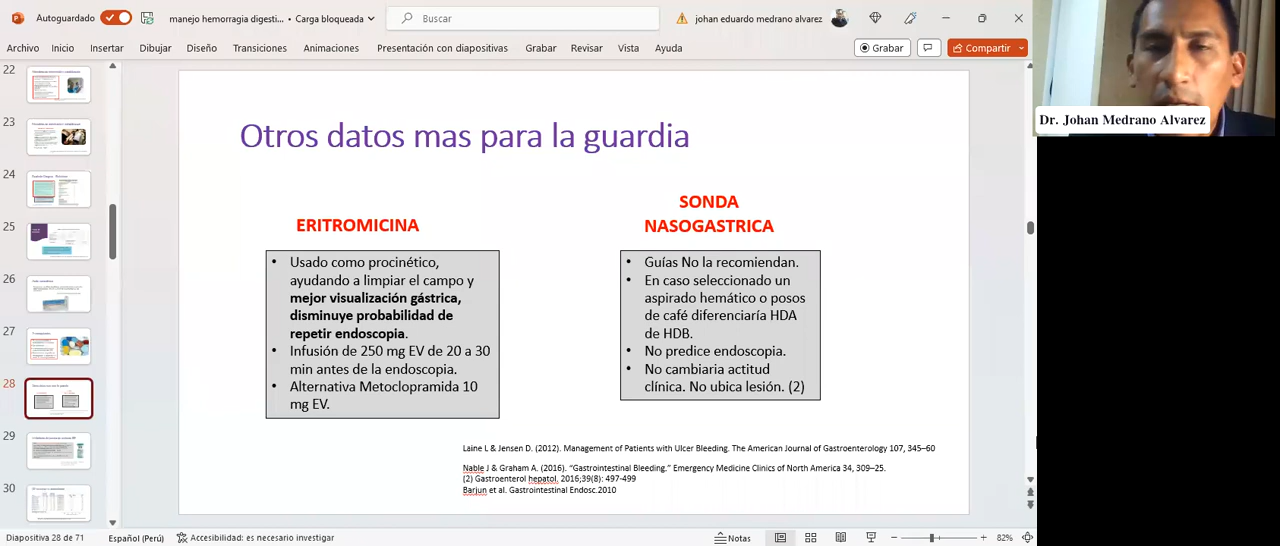 Autoguardado
manejo hemorragia digesti... • Carga bloqueada
Buscar
johan eduardo medrano alvarez
Archivo Inicio Insertar Dibujar Diseño Transiciones Animaciones Presentación con diapositivas Grabar Revisar Vista Ayuda
Grabar
Compartir
22
23
24
25
26
27
28
29
30
Otros datos mas para la guardia
ERITROMICINA
• Usado como procinético,
ayudando a limpiar el campo y
mejor visualización gástrica,
disminuye probabilidad de
repetir endoscopia.
• Infusión de 250 mg EV de 20 a 30
min antes de la endoscopia.
• Alternativa Metoclopramida 10
mg EV.
SONDA
NASOGASTRICA
• Guías No la recomiendan.
• En caso seleccionado un
aspirado hemático o posos
de café diferenciaría HDA
de HDB.
• No predice endoscopia.
• No cambiaria actitud
clínica. No ubica lesión. (2)
Laine L & Jensen D. (2012). Management of Patients with Ulcer Bleeding. The American Journal of Gastroenterology 107, 345–60
Nable J & Graham A. (2016). “Gastrointestinal Bleeding.” Emergency Medicine Clinics of North America 34, 309–25.
(2) Gastroenterol hepatol. 2016;39(8): 497-499
Barjun et al. Gastrointestinal Endosc.2010
Dr. Johan Medrano Alvarez
Diapositiva 28 de 71
Español (Perú)
Accesibilidad: es necesario investigar
Notas
82%